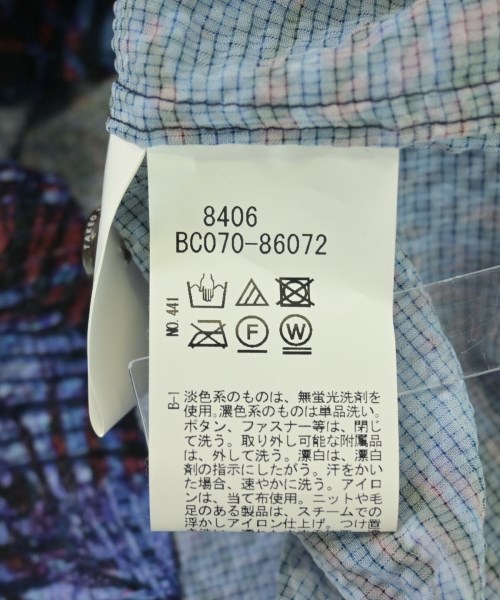 8406
BC070-86072
NO.441
F
W
B-1
淡色系のものは、無蛍光洗剤を
使用。濃色系のものは単品洗い。
ボタン、ファスナー等は、閉じ
て洗う。取り外し可能な附属品
は、外して洗う。漂白は、漂白
剤の指示にしたがう。汗をかい
た場合、速やかに洗う。アイロ
ンは、当て布使用。ニットや毛
足のある製品は、スチームでの
浮かしアイロン仕上げ。つけ置
TAKEO